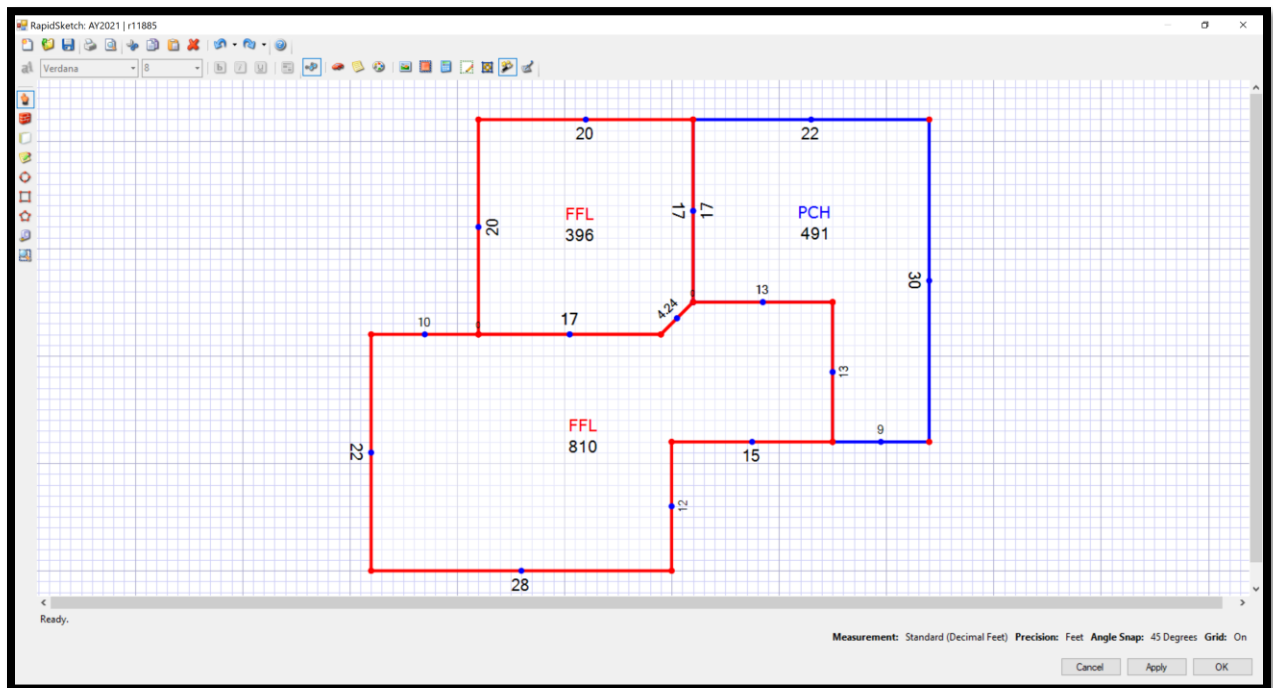 RapidSketch: AY2021 | r11885
Verdana 8
20
22
20
FFL
396
17
17
PCH
491
30
4.24
13
10
17
13
FFL
810
22
9
15
12
28
Ready.
Measurement: Standard (Decimal Feet) Precision: Feet Angle Snap: 45 Degrees Grid: On
Cancel Apply OK